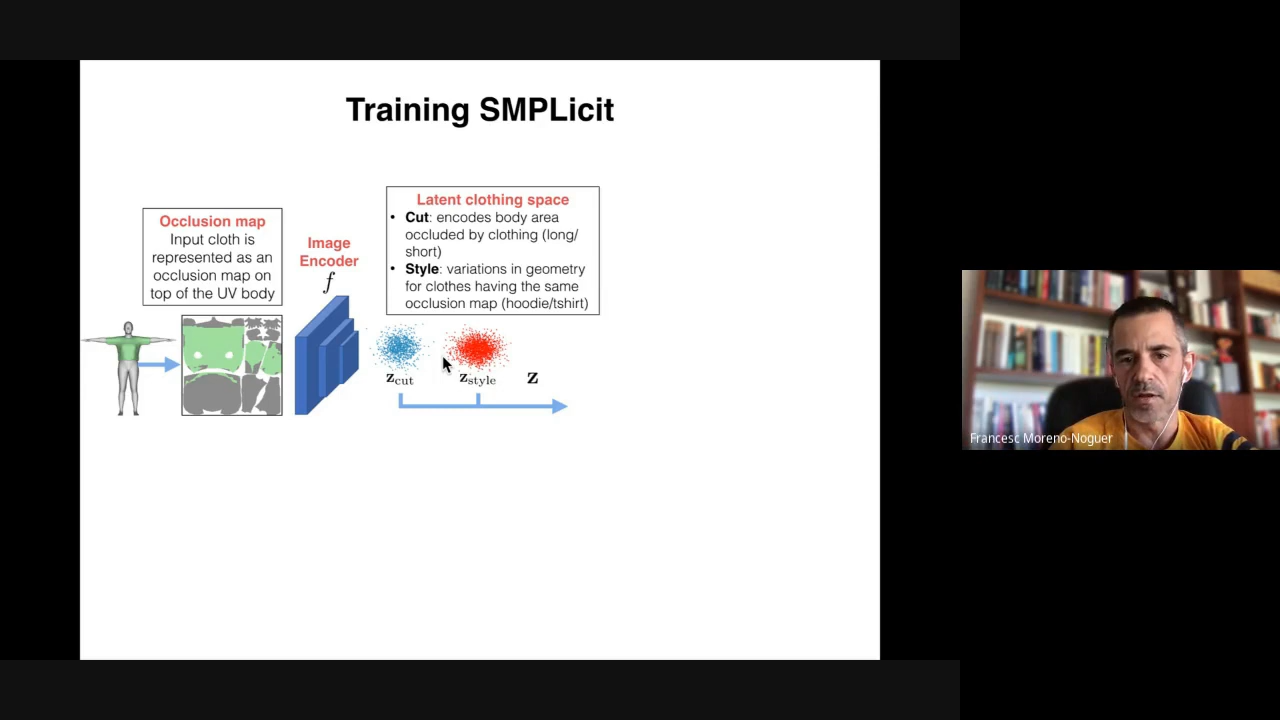 Training SMPLicit
Occlusion map
Input cloth is
represented as an
occlusion map on
top of the UV body
Image
Encoder
f
Latent clothing space
• Cut: encodes body area
occluded by clothing (long/
short)
• Style: variations in geometry
for clothes having the same
occlusion map (hoodie/tshirt)
z_cut
z_style
z
Francesc Moreno-Noguer